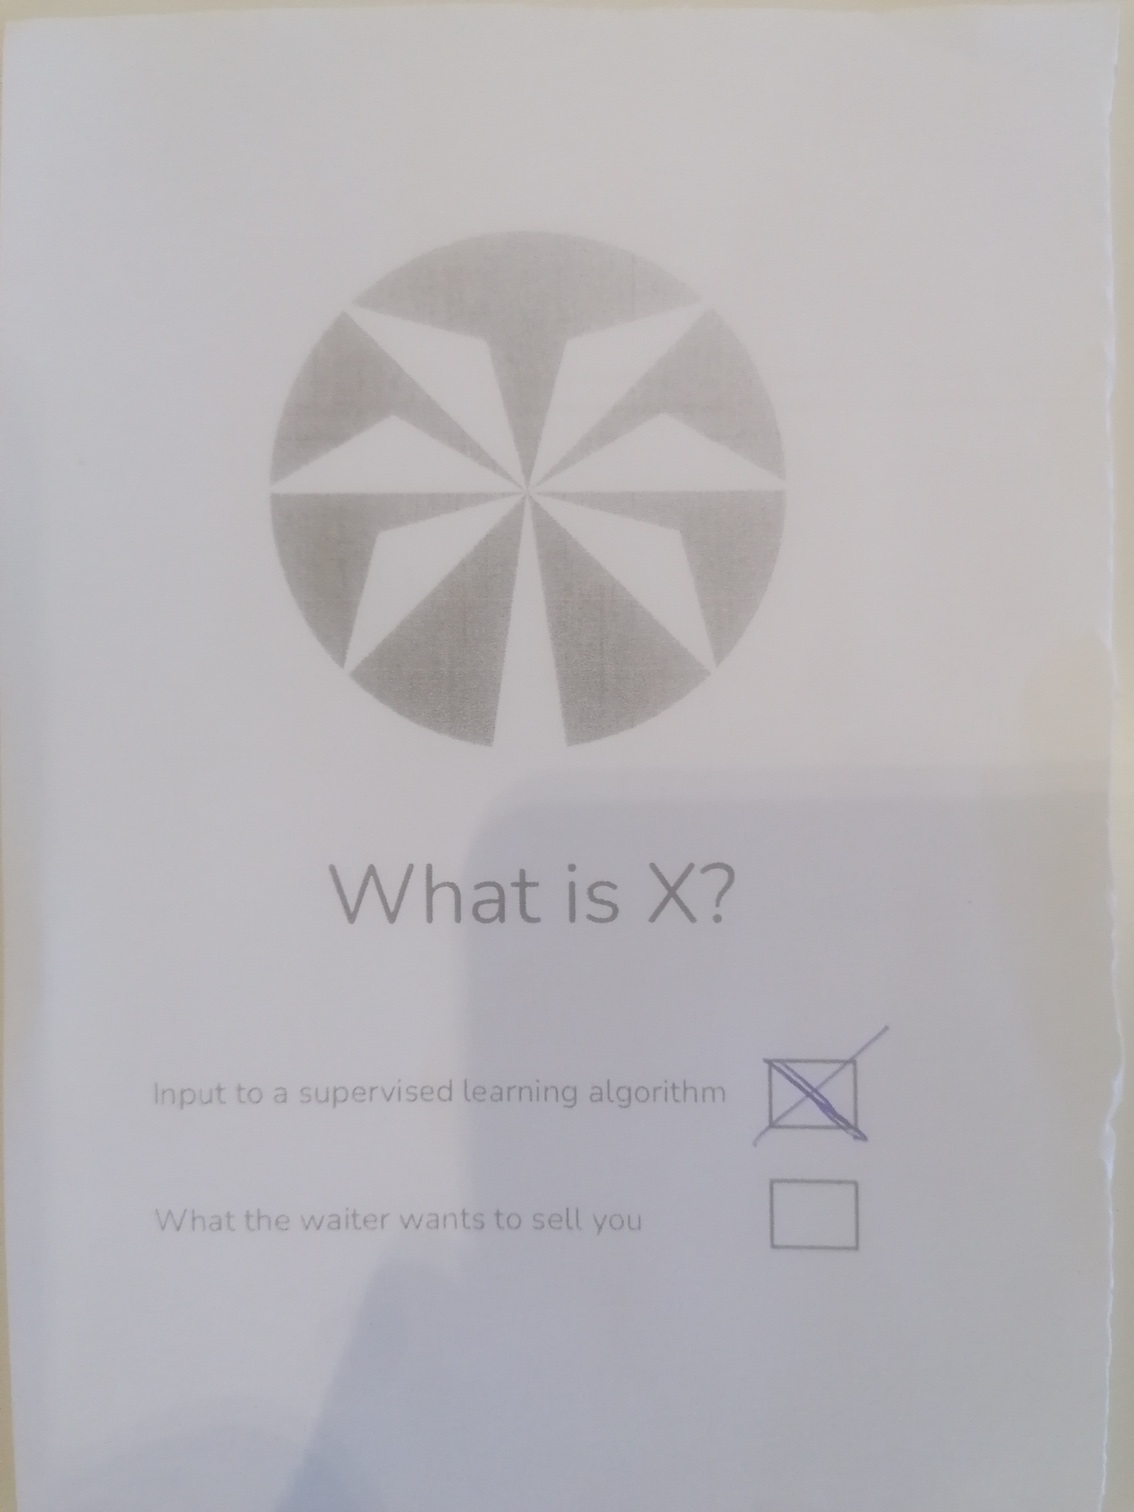 What is X?
Input to a supervised learning algorithm
What the waiter wants to sell you